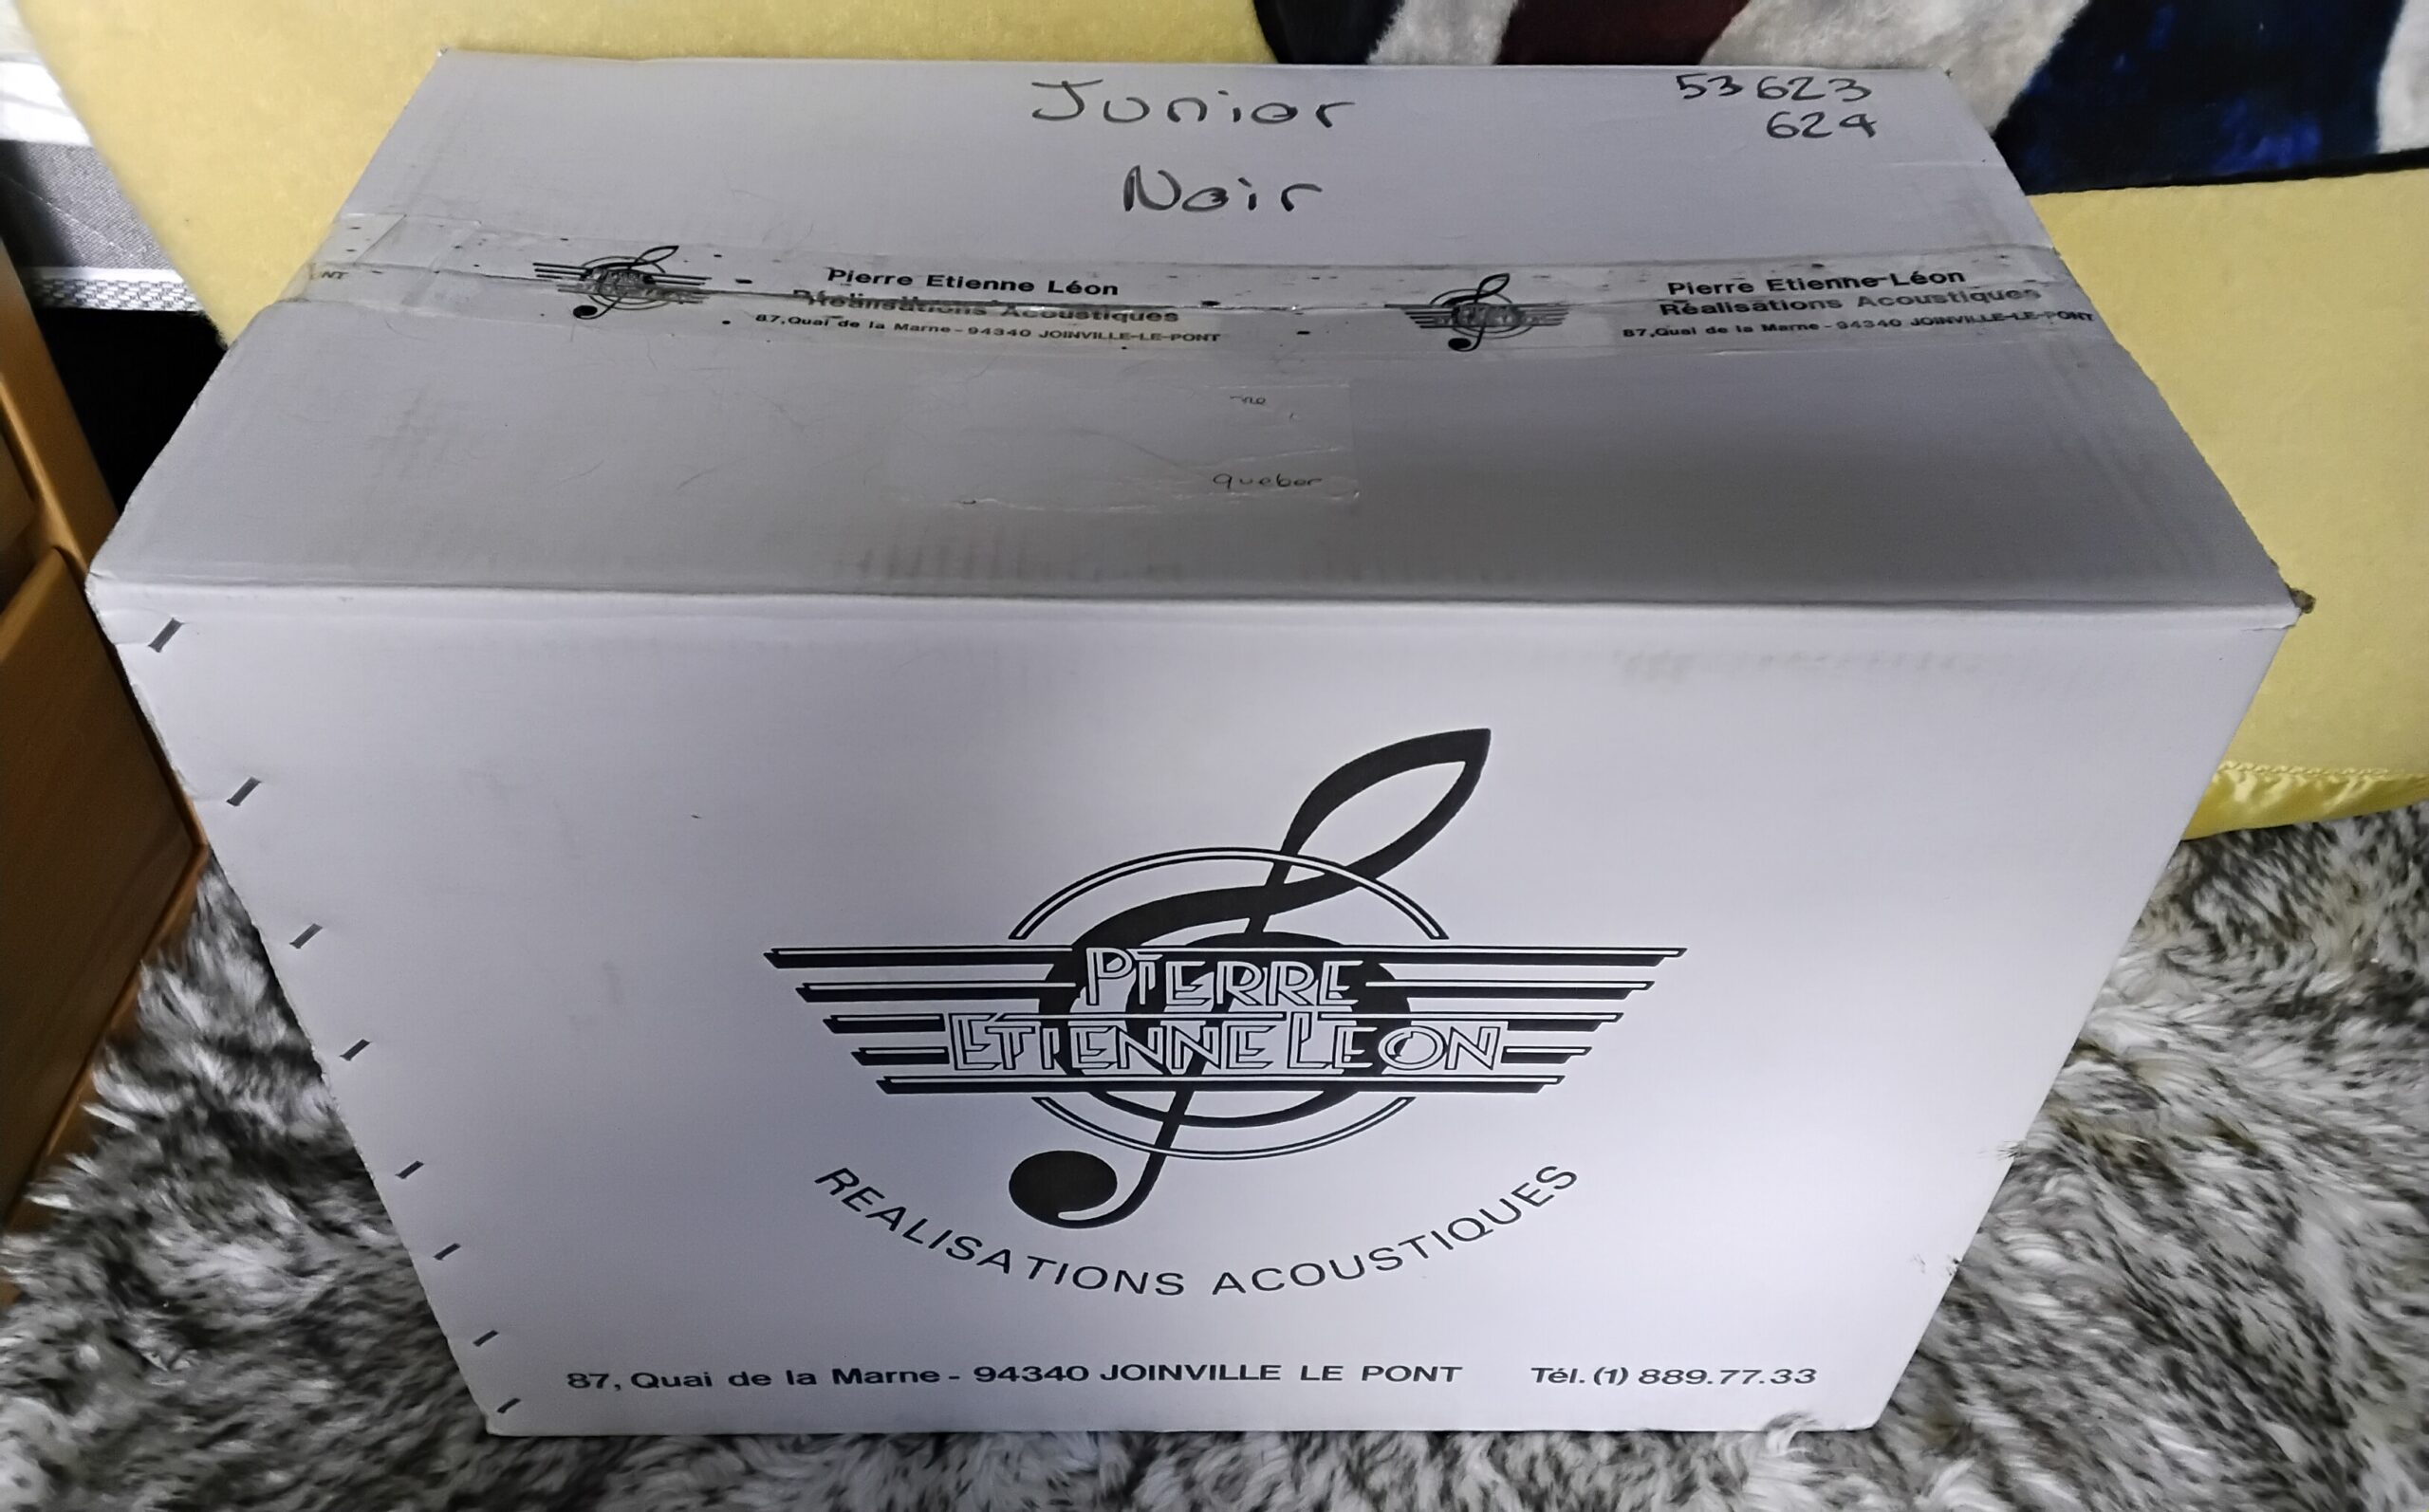 Junior
Noir
53623
624
NT
Pierre Etienne Léon
Réalisations Acoustiques
87,Quai de la Marne - 94340 JOINVILLE-LE-PONT
Pierre Etienne Léon
Réalisations Acoustiques
87,Quai de la Marne - 94340 JOINVILLE-LE-PONT
PIERRE
ETIENNE LEON
REALISATIONS ACOUSTIQUES
87, Quai de la Marne - 94340 JOINVILLE LE PONT Tél. (1) 889.77.33